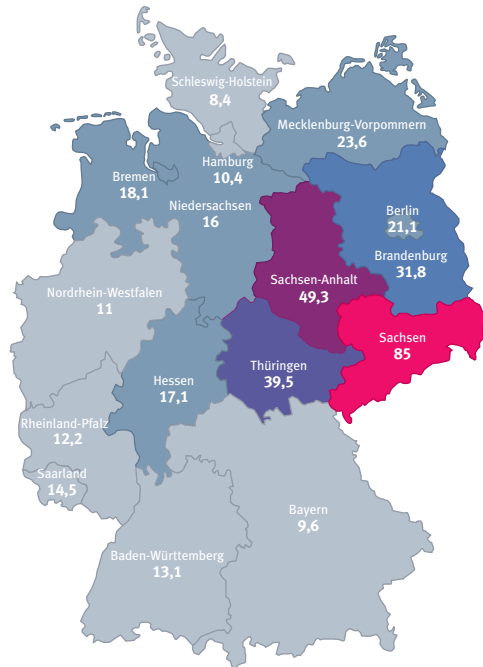 Schleswig-Holstein
8,4
Mecklenburg-Vorpommern
23,6
Hamburg
10,4
Bremen
18,1
Niedersachsen
16
Berlin
21,1
Brandenburg
31,8
Sachsen-Anhalt
49,3
Nordrhein-Westfalen
11
Sachsen
85
Thüringen
39,5
Hessen
17,1
Rheinland-Pfalz
12,2
Saarland
14,5
Bayern
9,6
Baden-Württemberg
13,1